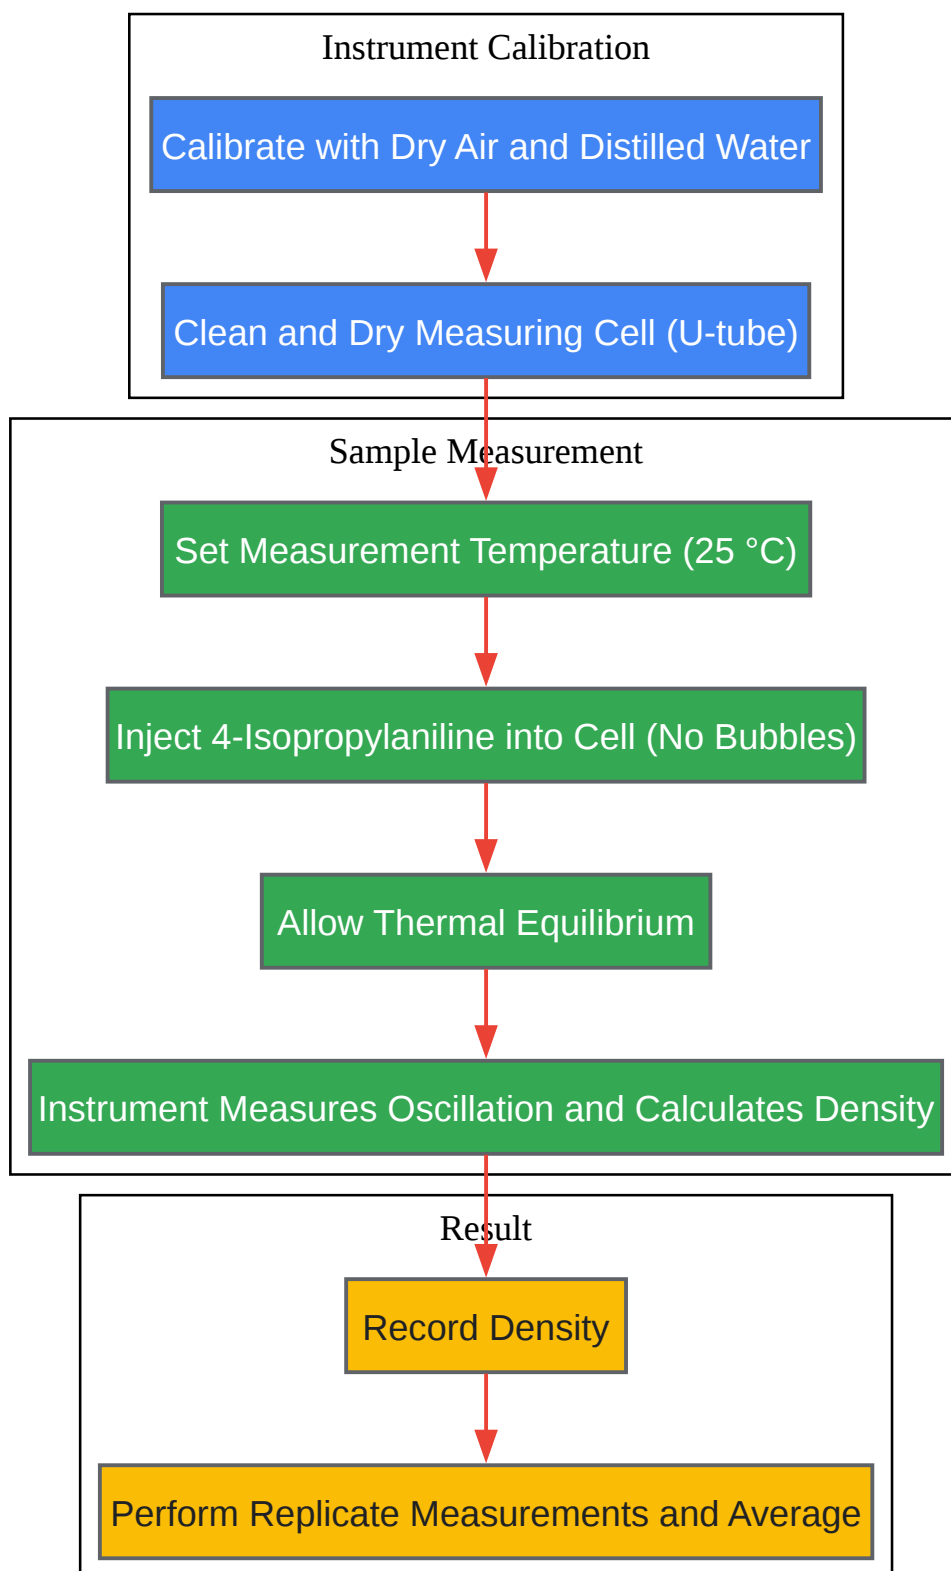 Instrument Calibration
Calibrate with Dry Air and Distilled Water
Clean and Dry Measuring Cell (U-tube)
Sample Measurement
Set Measurement Temperature (25 °C)
Inject 4-Isopropylaniline into Cell (No Bubbles)
Allow Thermal Equilibrium
Instrument Measures Oscillation and Calculates Density
Result
Record Density
Perform Replicate Measurements and Average